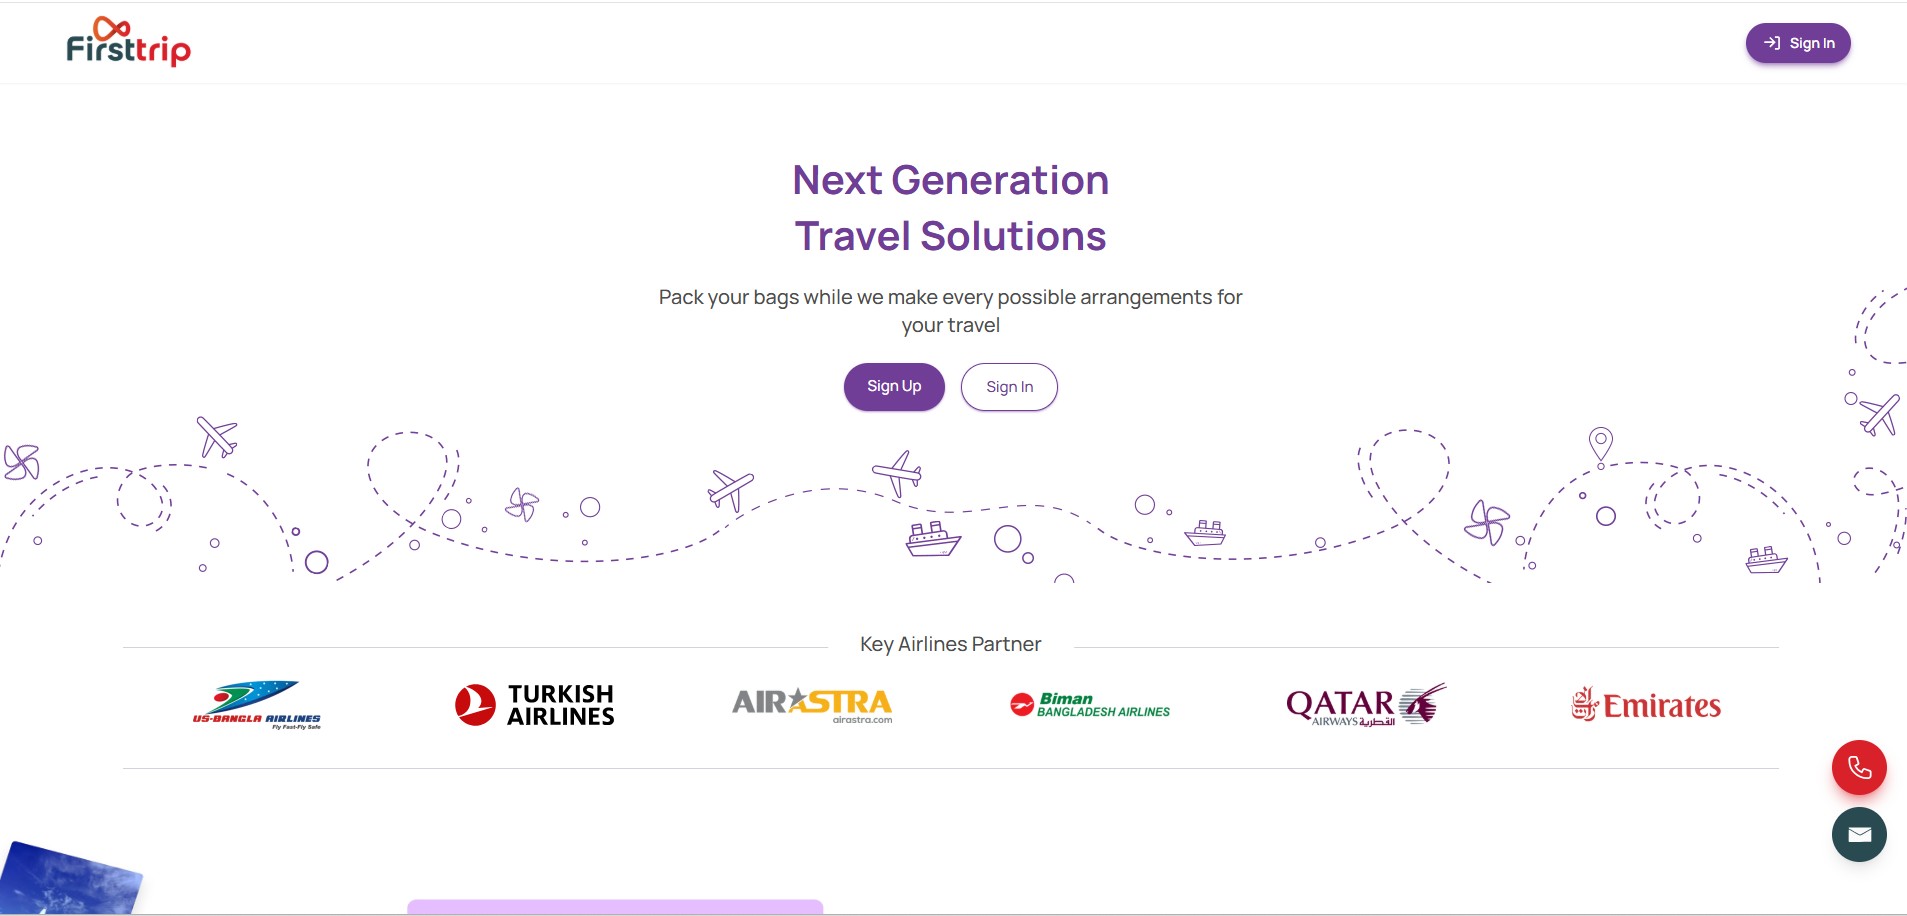 Firsttrip
Sign In
Next Generation
Travel Solutions
Pack your bags while we make every possible arrangements for
your travel
Sign Up
Sign In
Key Airlines Partner
US-BANGLA AIRLINES
Fly Fast-Fly Safe
TURKISH
AIRLINES
AIRASTRA
airastra.com
Biman
BANGLADESH AIRLINES
QATAR
AIRWAYS القطرية
Emirates